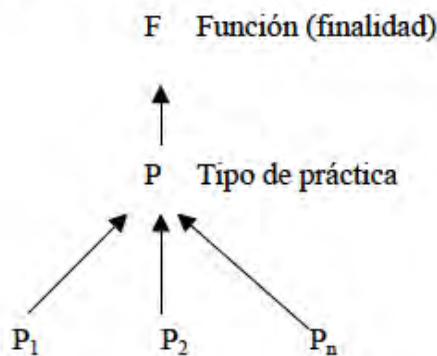 F Función (finalidad)
P Tipo de práctica
P₁ P₂ Pₙ